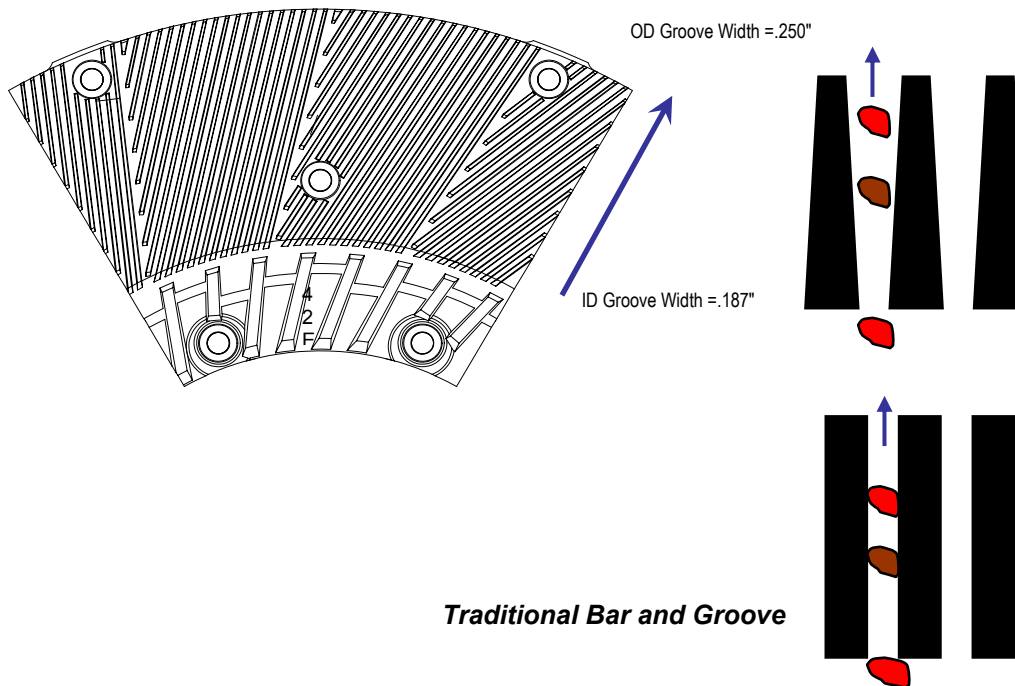 OD Groove Width =.250"
ID Groove Width =.187"
4
2
F
Traditional Bar and Groove